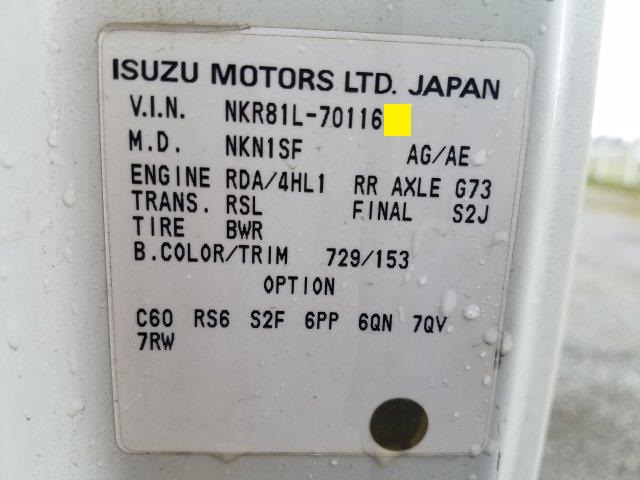 ISUZU MOTORS LTD. JAPAN
V.I.N. NKR81L-70116
M.D. NKN1SF AG/AE
ENGINE RDA/4HL1 RR AXLE G73
TRANS. RSL FINAL S2J
TIRE BWR
B.COLOR/TRIM 729/153
OPTION
C60 RS6 S2F 6PP 6QN 7QV
7RW